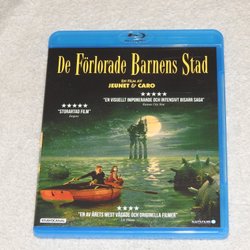 De Förlorade Barnens Stad
EN FILM AV
JEUNET & CARO
"EN VISUELLT IMPONERANDE OCH INTENSIVT BISARR SAGA"
"STORARTAD FILM"
"EN AV ÅRETS MEST VÅGADE OCH ORIGINELLA FILMER"
STUDIOCANAL